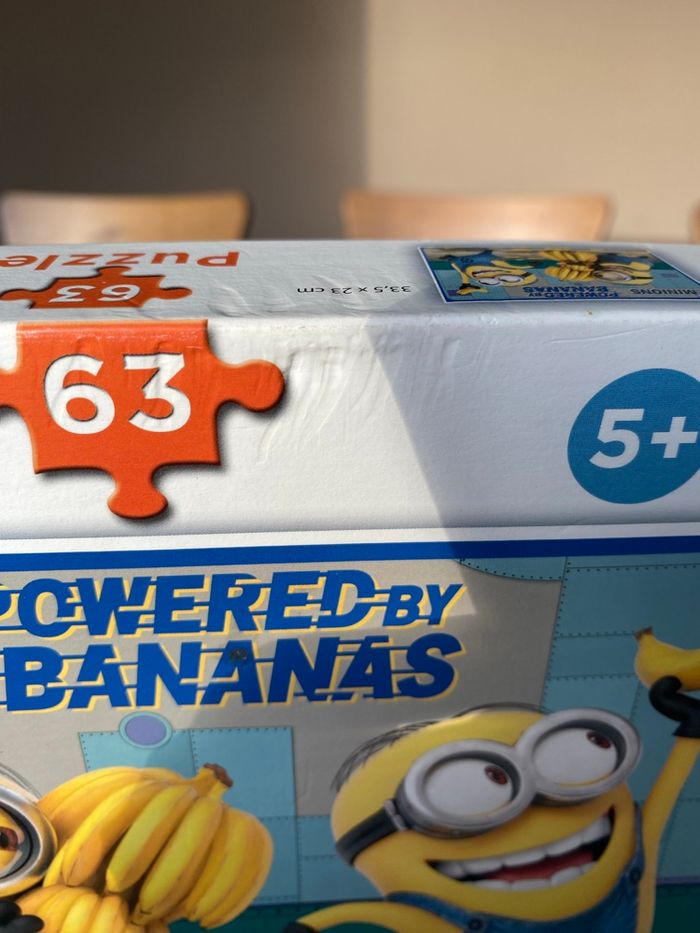 Puzzle
63
33,5 x 23 cm
MINIONS
POWERED BY
BANANAS
63
5+
POWERED BY
BANANAS